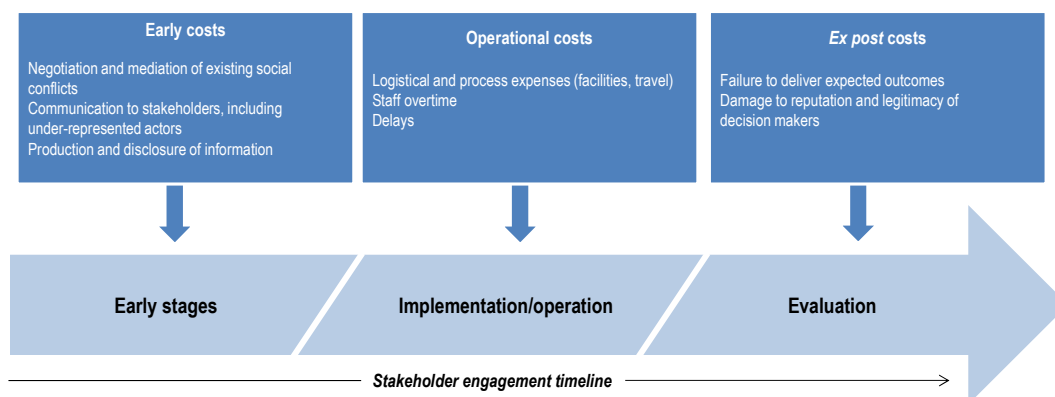 Early costs
Negotiation and mediation of existing social
conflicts
Communication to stakeholders, including
under-represented actors
Production and disclosure of information
Operational costs
Logistical and process expenses (facilities, travel)
Staff overtime
Delays
Ex post costs
Failure to deliver expected outcomes
Damage to reputation and legitimacy of
decision makers
Early stages
Implementation/operation
Evaluation
Stakeholder engagement timeline